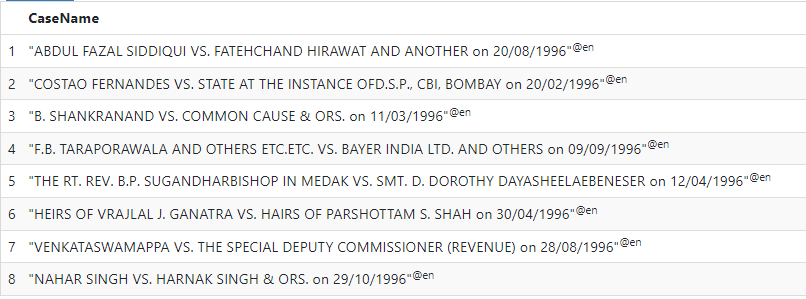 CaseName
1 "ABDUL FAZAL SIDDIQUI VS. FATEHCHAND HIRAWAT AND ANOTHER on 20/08/1996"@en
2 "COSTAO FERNANDES VS. STATE AT THE INSTANCE OFD.S.P., CBI, BOMBAY on 20/02/1996"@en
3 "B. SHANKRANAND VS. COMMON CAUSE & ORS. on 11/03/1996"@en
4 "F.B. TARAPORAWALA AND OTHERS ETC.ETC. VS. BAYER INDIA LTD. AND OTHERS on 09/09/1996"@en
5 "THE RT. REV. B.P. SUGANDHARBISHOP IN MEDAK VS. SMT. D. DOROTHY DAYASHEELAEBENESER on 12/04/1996"@en
6 "HEIRS OF VRAJLAL J. GANATRA VS. HAIRS OF PARSHOTTAM S. SHAH on 30/04/1996"@en
7 "VENKATASWAMAPPA VS. THE SPECIAL DEPUTY COMMISSIONER (REVENUE) on 28/08/1996"@en
8 "NAHAR SINGH VS. HARNAK SINGH & ORS. on 29/10/1996"@en